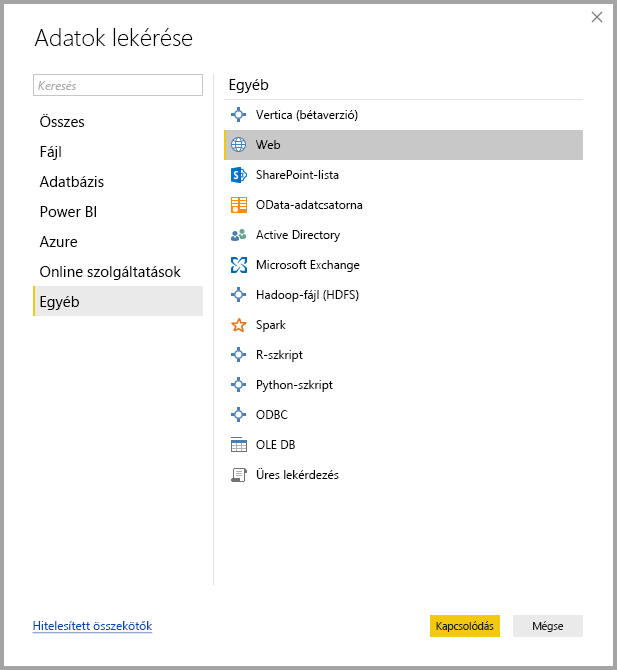 Adatok lekérése
Keresés
Összes
Fájl
Adatbázis
Power BI
Azure
Online szolgáltatások
Egyéb
Egyéb
Vertica (bétaverzió)
Web
SharePoint-lista
OData-adatcsatorna
Active Directory
Microsoft Exchange
Hadoop-fájl (HDFS)
Spark
R-szkript
Python-szkript
ODBC
OLE DB
Üres lekérdezés
Hitelesített összekötők
Kapcsolódás
Mégse